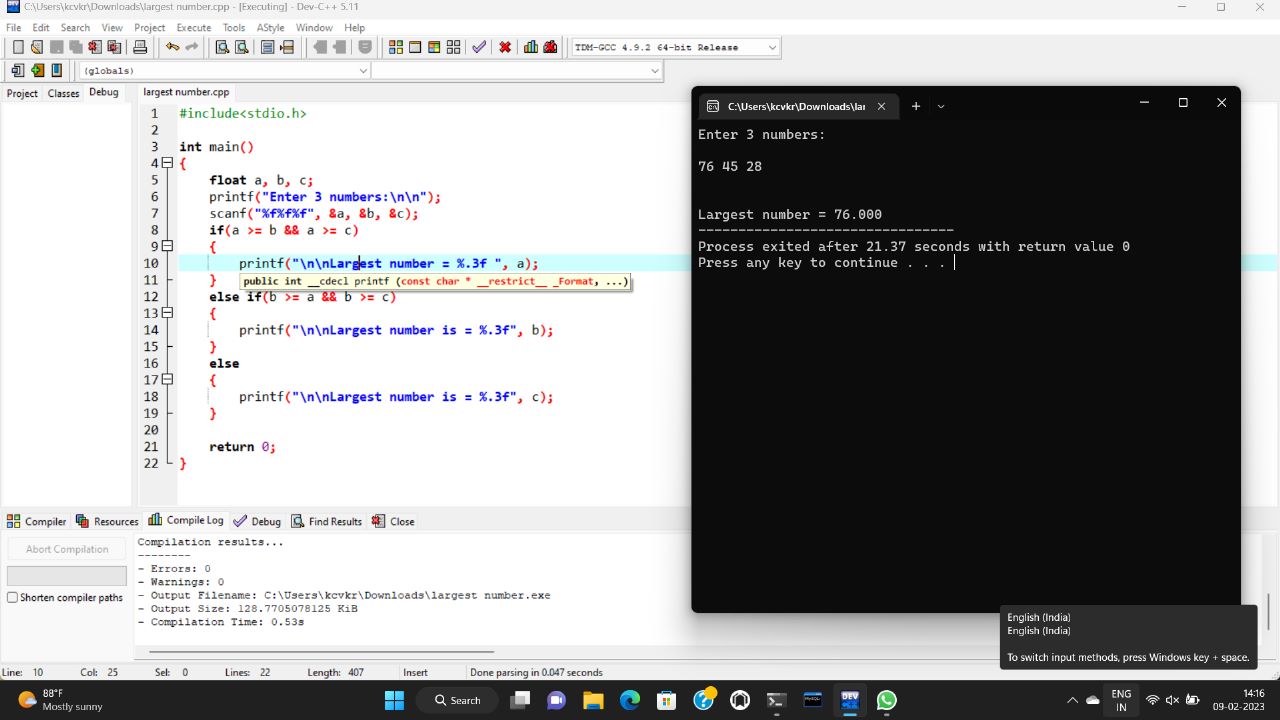 C:\Users\kcvkr\Downloads\largest number.cpp - [Executing] - Dev-C++ 5.11
File Edit Search View Project Execute Tools AStyle Window Help
TDM-GCC 4.9.2 64-bit Release
(globals)
Project Classes Debug
largest number.cpp
1 #include<stdio.h>
2
3 int main()
4 {
5 float a, b, c;
6 printf("Enter 3 numbers:\n\n");
7 scanf("%f%f%f", &a, &b, &c);
8 if(a >= b && a >= c)
9 {
10 printf("\n\nLargest number = %.3f ", a);
11 }
public int __cdecl printf (const char * __restrict__ _Format, ...)
12 else if(b >= a && b >= c)
13 {
14 printf("\n\nLargest number is = %.3f", b);
15 }
16 else
17 {
18 printf("\n\nLargest number is = %.3f", c);
19 }
20
21 return 0;
22 }
C:\Users\kcvkr\Downloads\lar
Enter 3 numbers:
76 45 28
Largest number = 76.000
--------------------------------
Process exited after 21.37 seconds with return value 0
Press any key to continue . . .
Compiler Resources Compile Log Debug Find Results Close
Abort Compilation
Shorten compiler paths
Compilation results...
--------
- Errors: 0
- Warnings: 0
- Output Filename: C:\Users\kcvkr\Downloads\largest number.exe
- Output Size: 128.7705078125 KiB
- Compilation Time: 0.53s
English (India)
English (India)
To switch input methods, press Windows key + space.
Line: 10 Col: 25 Sel: 0 Lines: 22 Length: 407 Insert Done parsing in 0.047 seconds
88°F
Mostly sunny
Search
DEV
C++
ENG
IN
14:16
09-02-2023